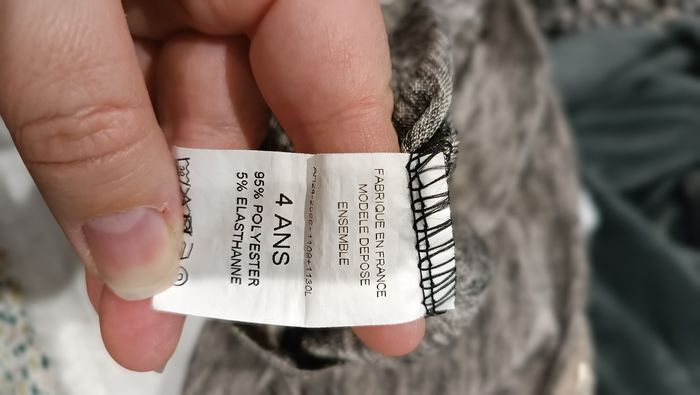 FABRIQUE EN FRANCE
MODELE DEPOSE
ENSEMBLE
4 ANS
95% POLYESTER
5% ELASTHANNE